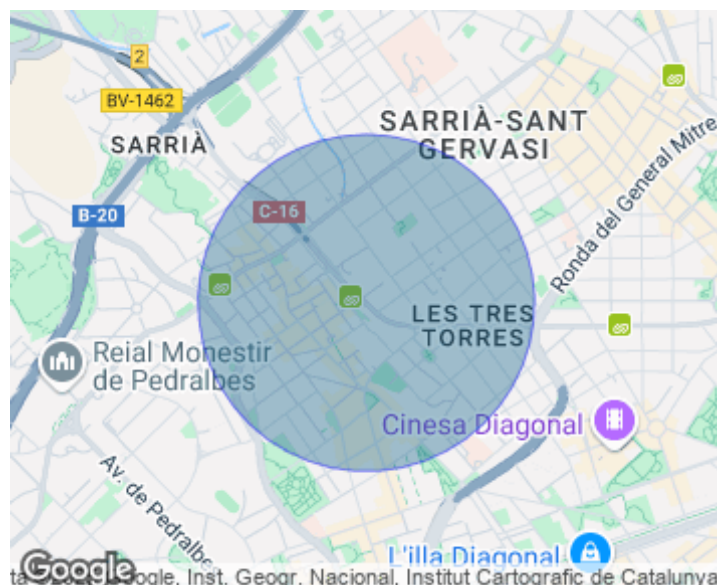 2
BV-1462
SARRIÀ
SARRIÀ-SANT
GERVASI
Ronda del General Mitre
B-20
C-16
LES TRES
TORRES
Reial Monestir
de Pedralbes
Cinesa Diagonal
Av. de Pedralbes
L'illa Diagonal
Google
Google, Inst. Geogr. Nacional, Institut Cartogràfic de Catalunya